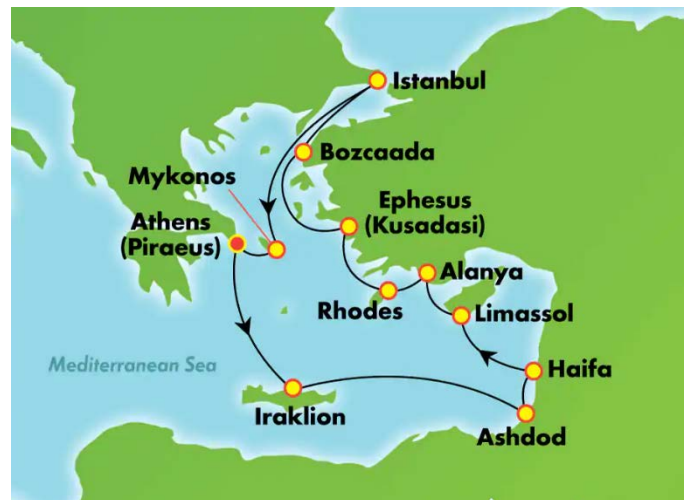 Istanbul
Bozcaada
Mykonos
Ephesus
(Kusadasi)
Athens
(Piraeus)
Alanya
Rhodes
Limassol
Mediterranean Sea
Haifa
Iraklion
Ashdod